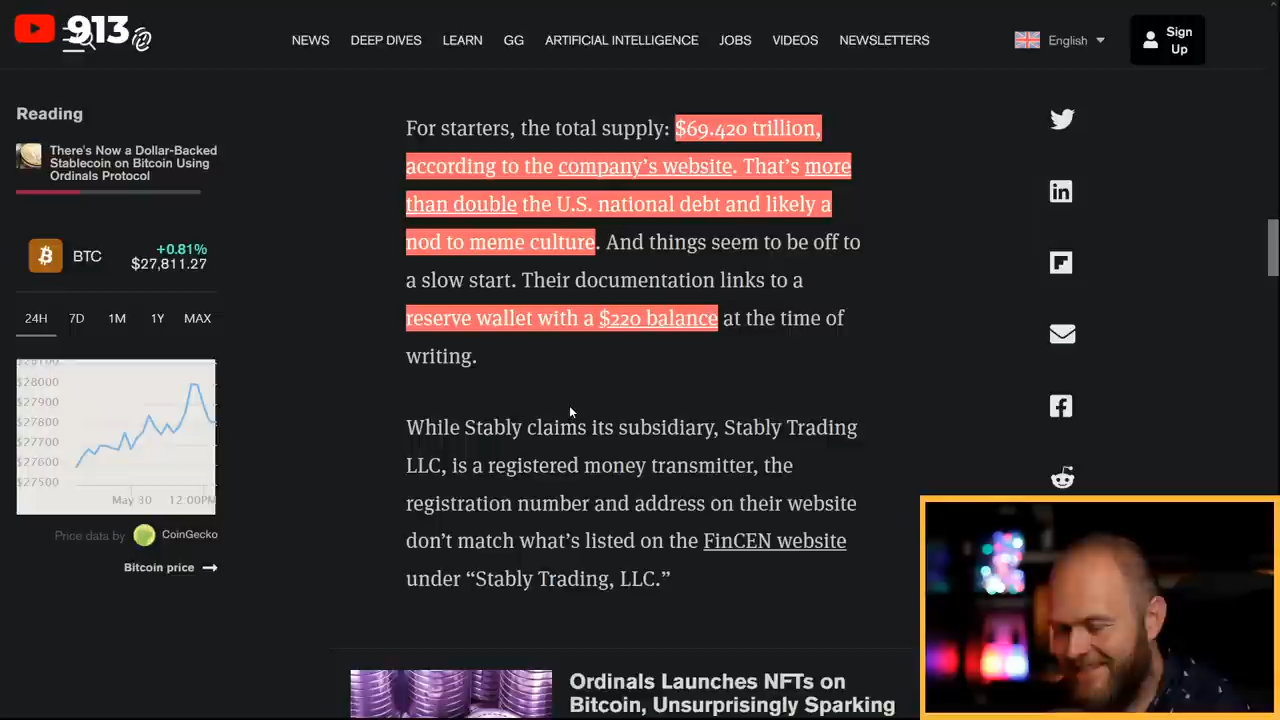 913
NEWS DEEP DIVES LEARN GG ARTIFICIAL INTELLIGENCE JOBS VIDEOS NEWSLETTERS
English
Sign
Up
Reading
There's Now a Dollar-Backed
Stablecoin on Bitcoin Using
Ordinals Protocol
BTC
+0.81%
$27,811.27
24H 7D 1M 1Y MAX
$28000
$27900
$27800
$27700
$27600
$27500
May 30 12:00PM
Price data by CoinGecko
Bitcoin price
For starters, the total supply: $69.420 trillion,
according to the company’s website. That’s more
than double the U.S. national debt and likely a
nod to meme culture. And things seem to be off to
a slow start. Their documentation links to a
reserve wallet with a $220 balance at the time of
writing.
While Stably claims its subsidiary, Stably Trading
LLC, is a registered money transmitter, the
registration number and address on their website
don’t match what’s listed on the FinCEN website
under “Stably Trading, LLC.”
Ordinals Launches NFTs on
Bitcoin, Unsurprisingly Sparking